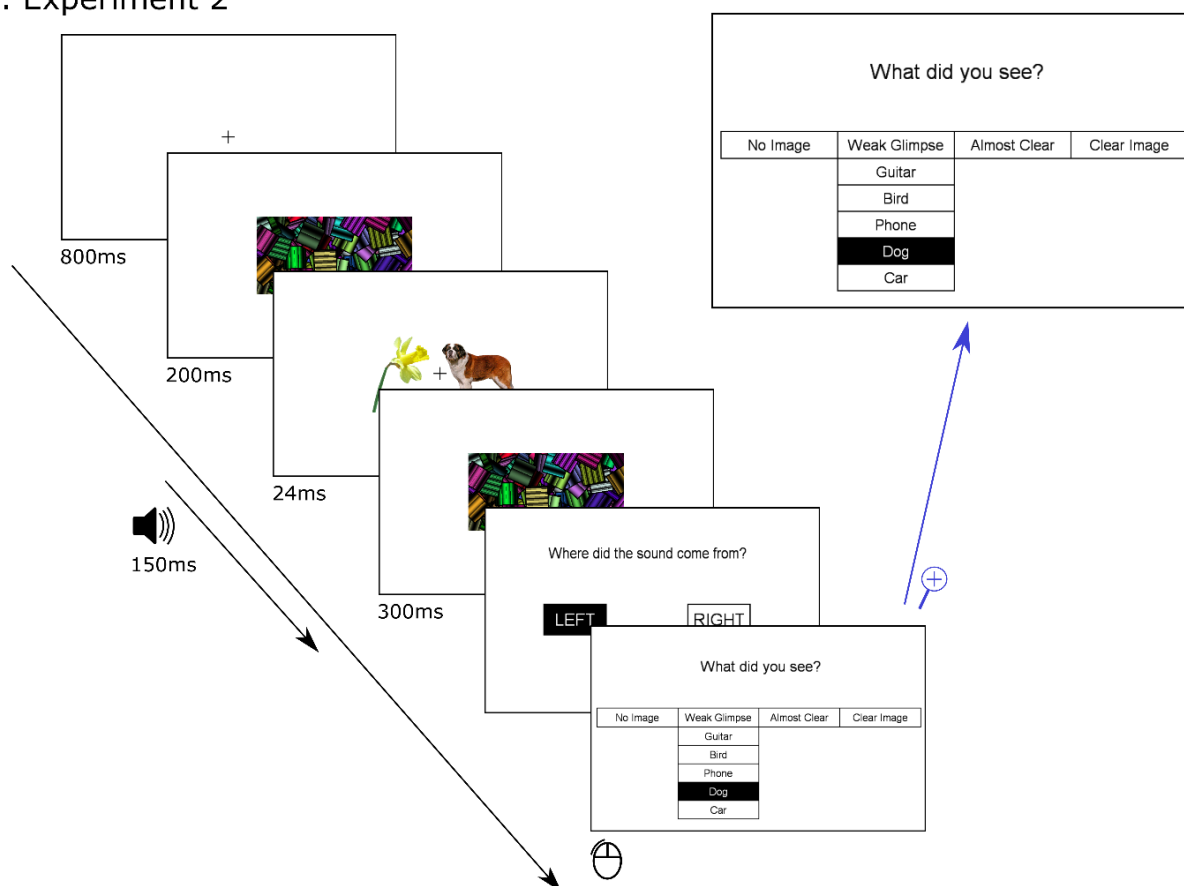 : Experiment 2
What did you see?
No Image Weak Glimpse Almost Clear Clear Image
Guitar
Bird
Phone
Dog
Car
800ms
200ms
24ms
150ms
300ms
Where did the sound come from?
LEFT RIGHT
What did you see?
No Image Weak Glimpse Almost Clear Clear Image
Guitar
Bird
Phone
Dog
Car